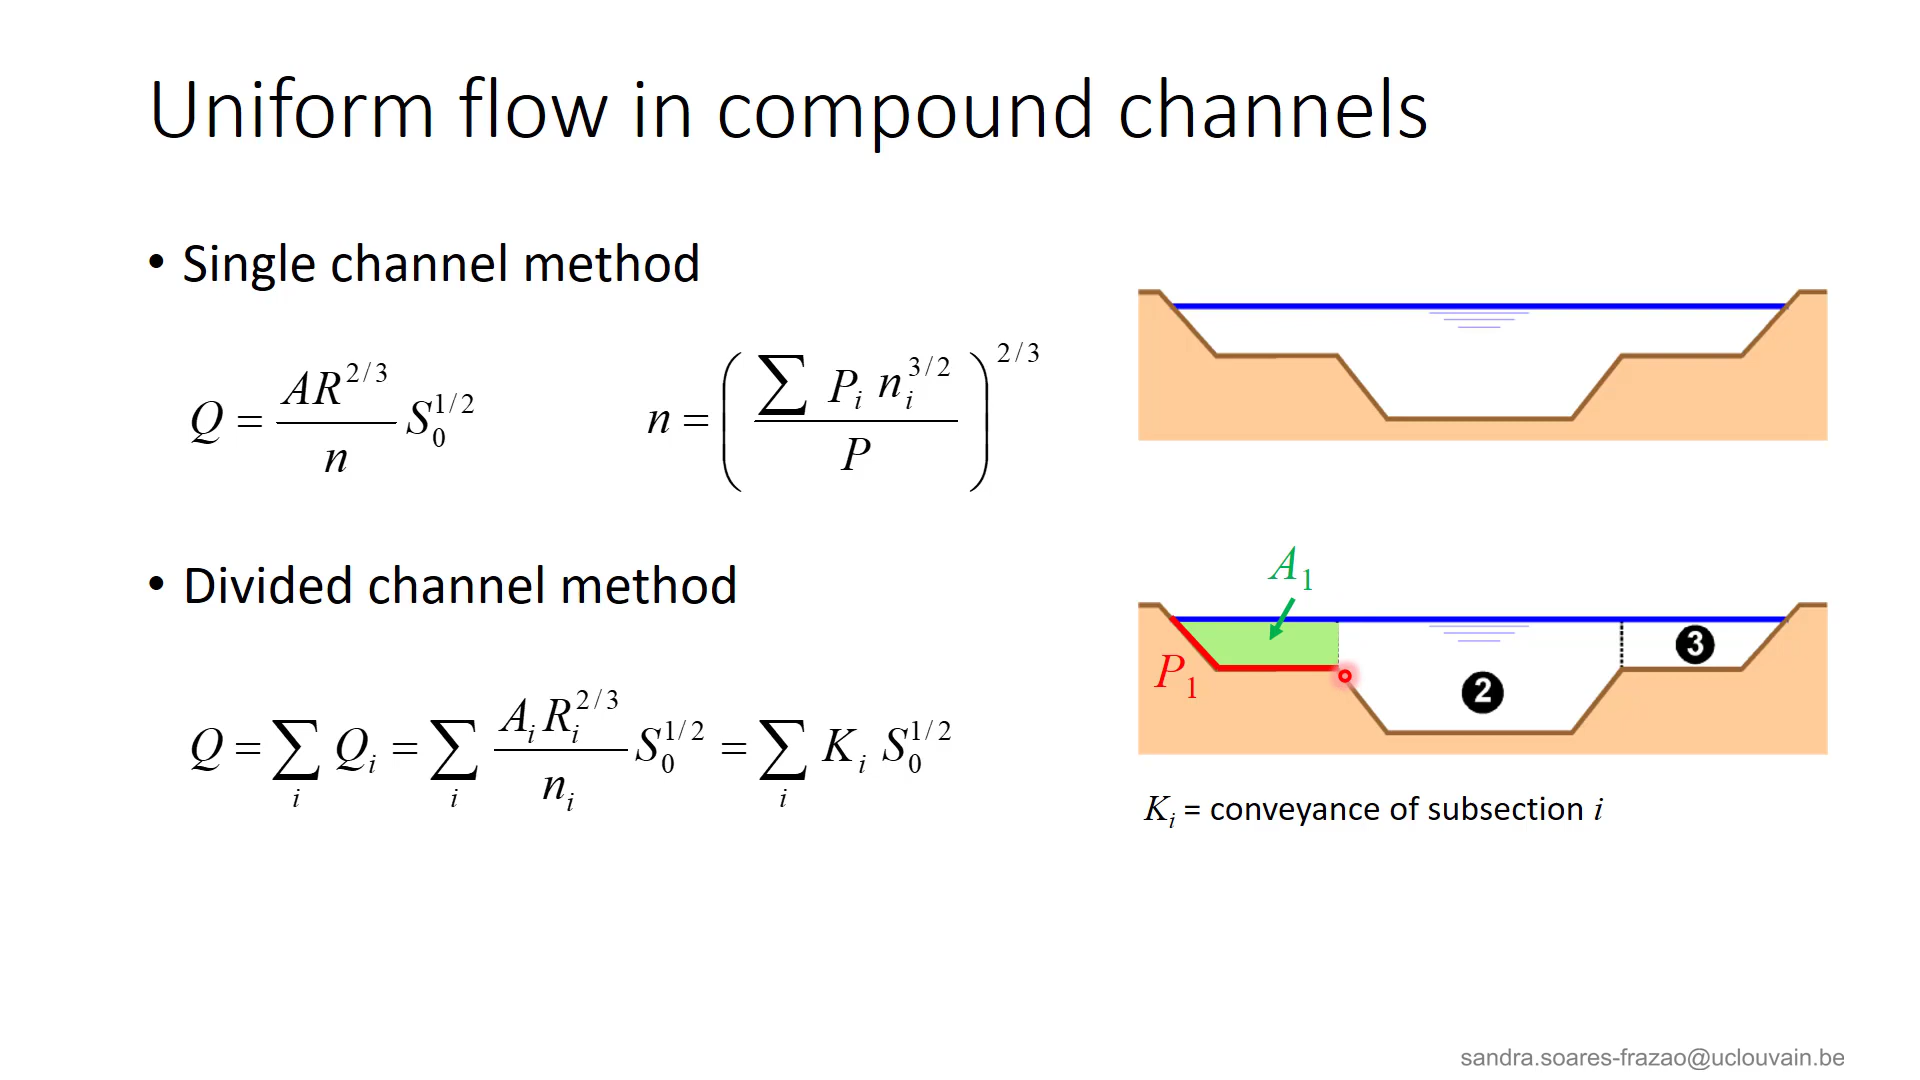 Uniform flow in compound channels
• Single channel method
Q = \frac{AR^{2/3}}{n} S_0^{1/2}
n = \left( \frac{\sum P_i n_i^{3/2}}{P} \right)^{2/3}
• Divided channel method
Q = \sum_i Q_i = \sum_i \frac{A_i R_i^{2/3}}{n_i} S_0^{1/2} = \sum_i K_i S_0^{1/2}
A_1
P_1
2
3
K_i = conveyance of subsection i
sandra.soares-frazao@uclouvain.be